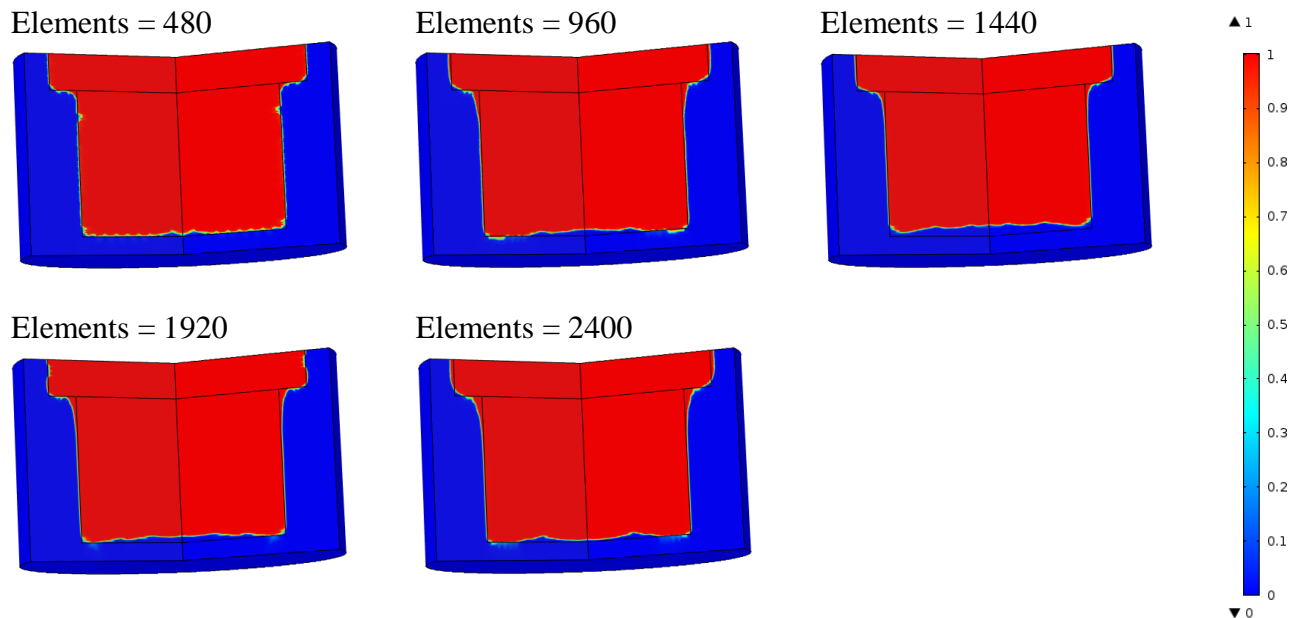 Elements = 480
Elements = 960
Elements = 1440
Elements = 1920
Elements = 2400
▲ 1
1
0.9
0.8
0.7
0.6
0.5
0.4
0.3
0.2
0.1
0
▼ 0